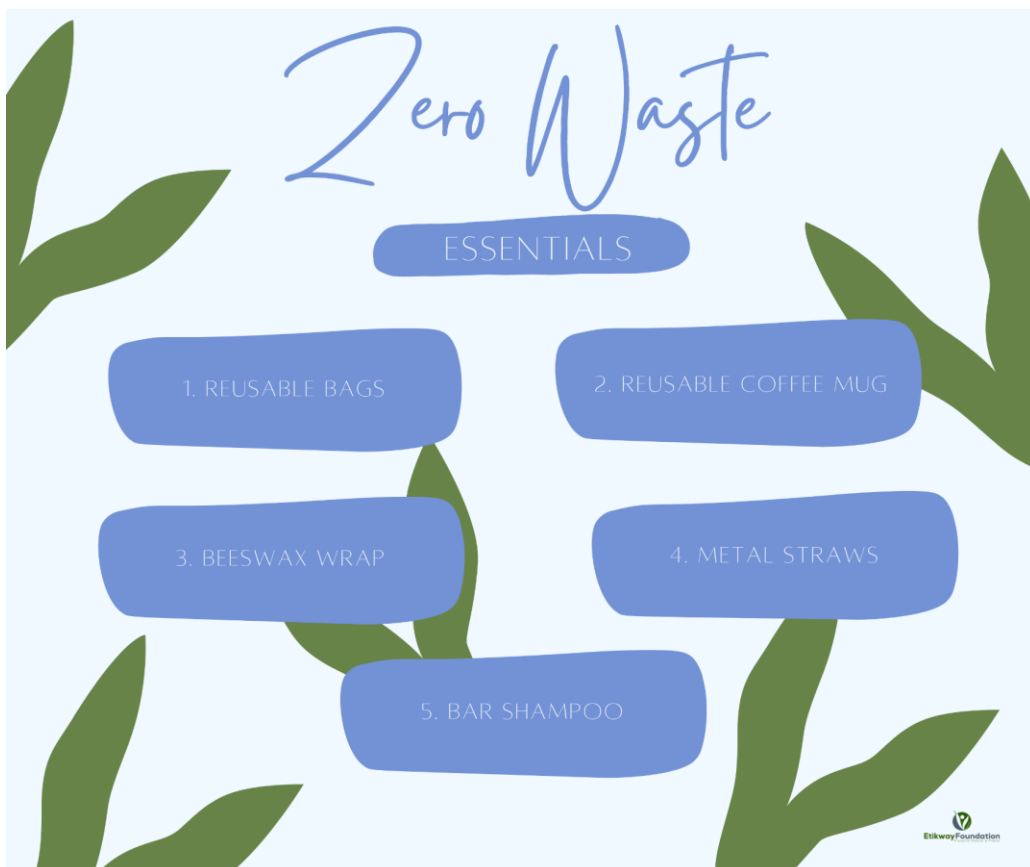 Zero Waste
ESSENTIALS
1. REUSABLE BAGS
2. REUSABLE COFFEE MUG
3. BEESWAX WRAP
4. METAL STRAWS
5. BAR SHAMPOO
EtikwayFoundation